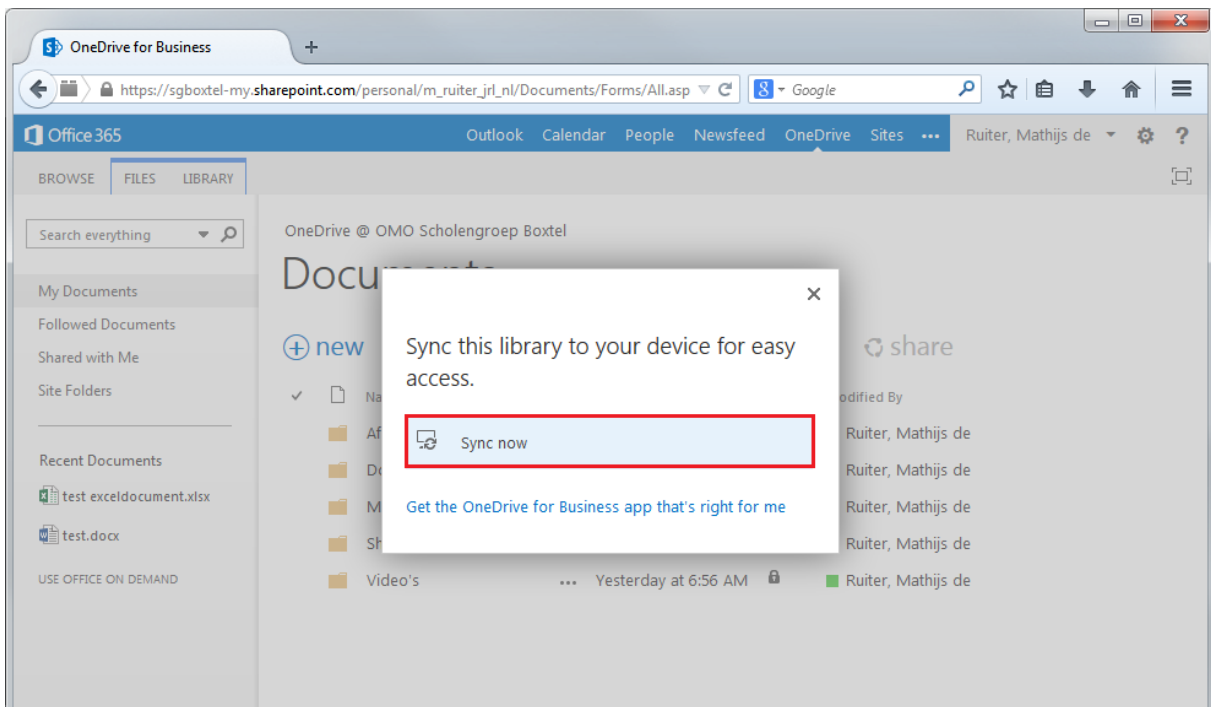 OneDrive for Business
https://sgboxtel-my.sharepoint.com/personal/m_ruiter_jrl_nl/Documents/Forms/All.asp
8 Google
Office 365 Outlook Calendar People Newsfeed OneDrive Sites ••• Ruiter, Mathijs de ?
BROWSE FILES LIBRARY
Search everything
OneDrive @ OMO Scholengroep Boxtel
My Documents
Followed Documents
Shared with Me
Site Folders
Recent Documents
test exceldocument.xlsx
test.docx
USE OFFICE ON DEMAND
new
share
Sync this library to your device for easy
access.
Sync now
Get the OneDrive for Business app that's right for me
Ruiter, Mathijs de
Ruiter, Mathijs de
Ruiter, Mathijs de
Ruiter, Mathijs de
Video's ••• Yesterday at 6:56 AM Ruiter, Mathijs de